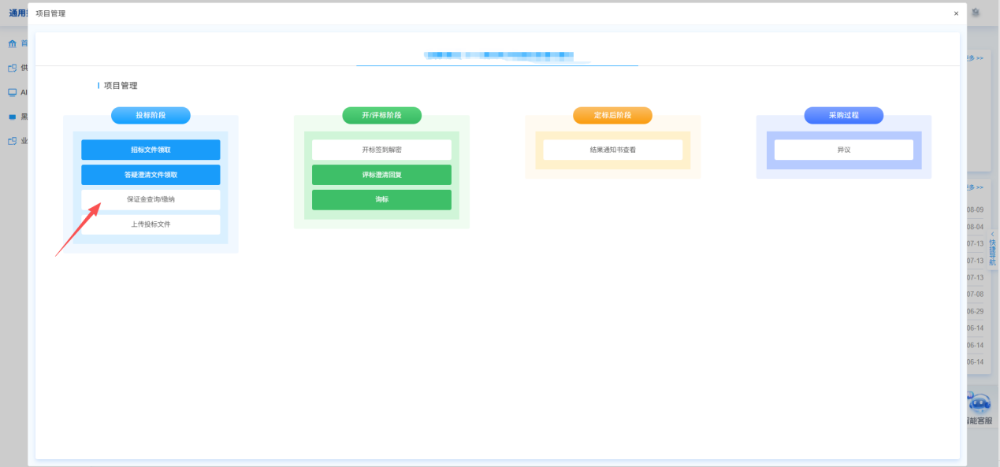 通用
项目管理
×
首
供
AI
黑
业
项目管理
投标阶段
招标文件领取
答疑澄清文件领取
保证金查询/缴纳
上传投标文件
开/评标阶段
开标签到解密
评标澄清回复
询标
定标后阶段
结果通知书查看
采购过程
异议
多 >>
多 >>
08-09
08-04
07-13
07-13
07-13
07-08
06-29
06-14
06-14
06-14
快捷导航
智能客服